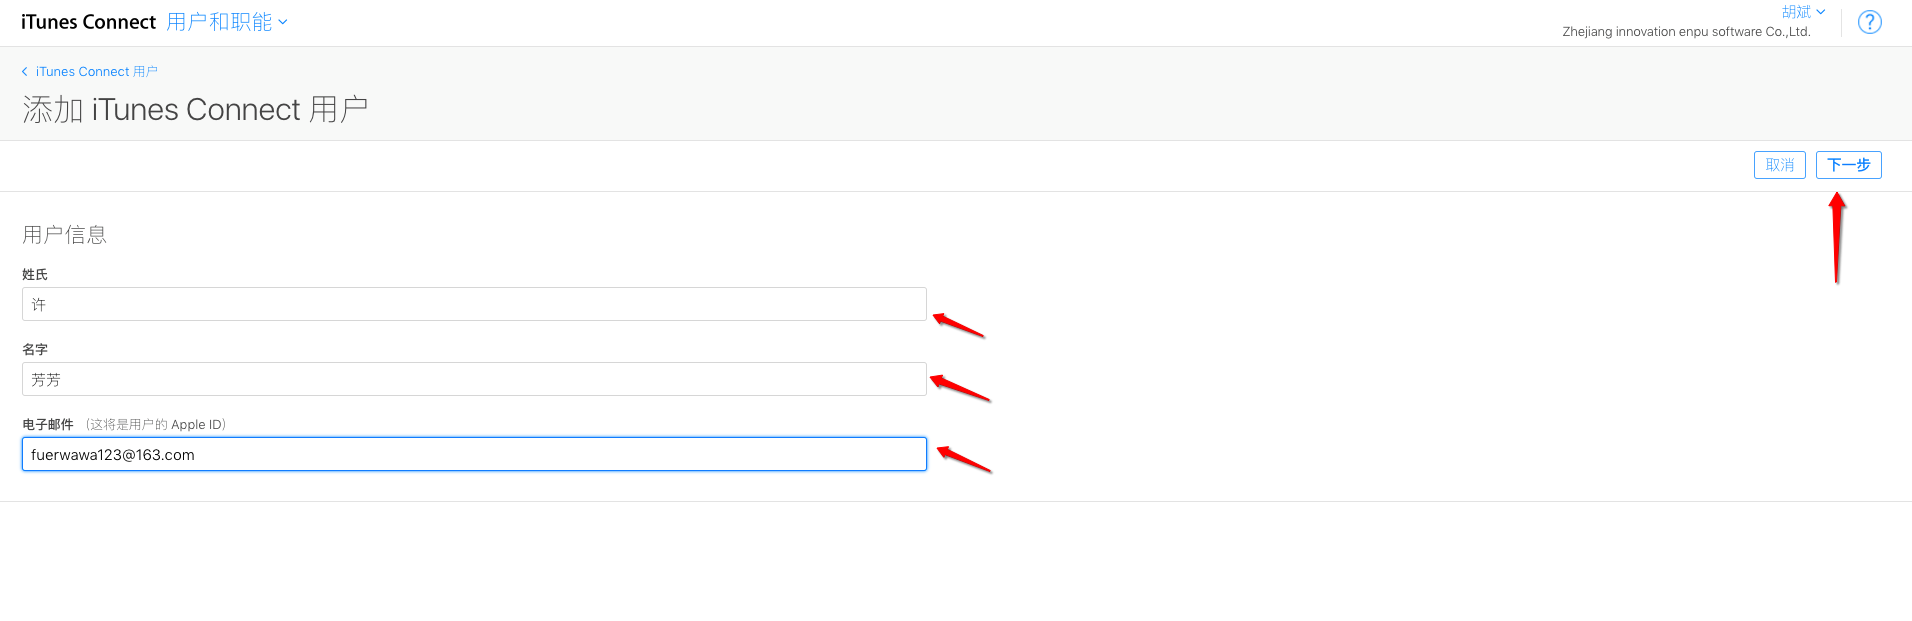 iTunes Connect 用户和职能
胡斌
Zhejiang innovation enpu software Co.,Ltd.
?
iTunes Connect 用户
添加 iTunes Connect 用户
取消 下一步
用户信息
姓氏
许
名字
芳芳
电子邮件 （这将是用户的 Apple ID）
fuerwawa123@163.com